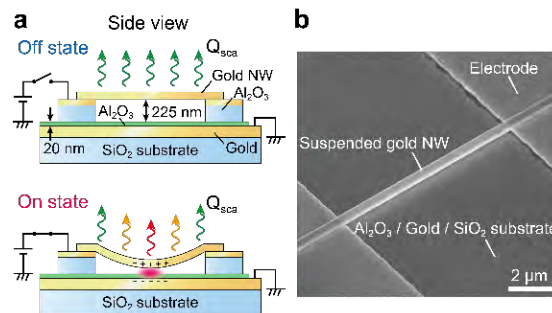 a
Side view
Off state
Qsca
Gold NW
Al2O3
Al2O3
225 nm
20 nm
Gold
SiO2 substrate
On state
Qsca
+ + + +
- - - - -
SiO2 substrate
b
Electrode
Suspended gold NW
Al2O3 / Gold / SiO2 substrate
2 μm